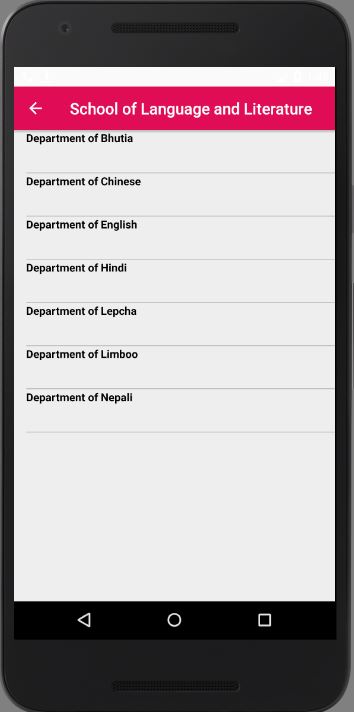 School of Language and Literature
Department of Bhutia
Department of Chinese
Department of English
Department of Hindi
Department of Lepcha
Department of Limboo
Department of Nepali